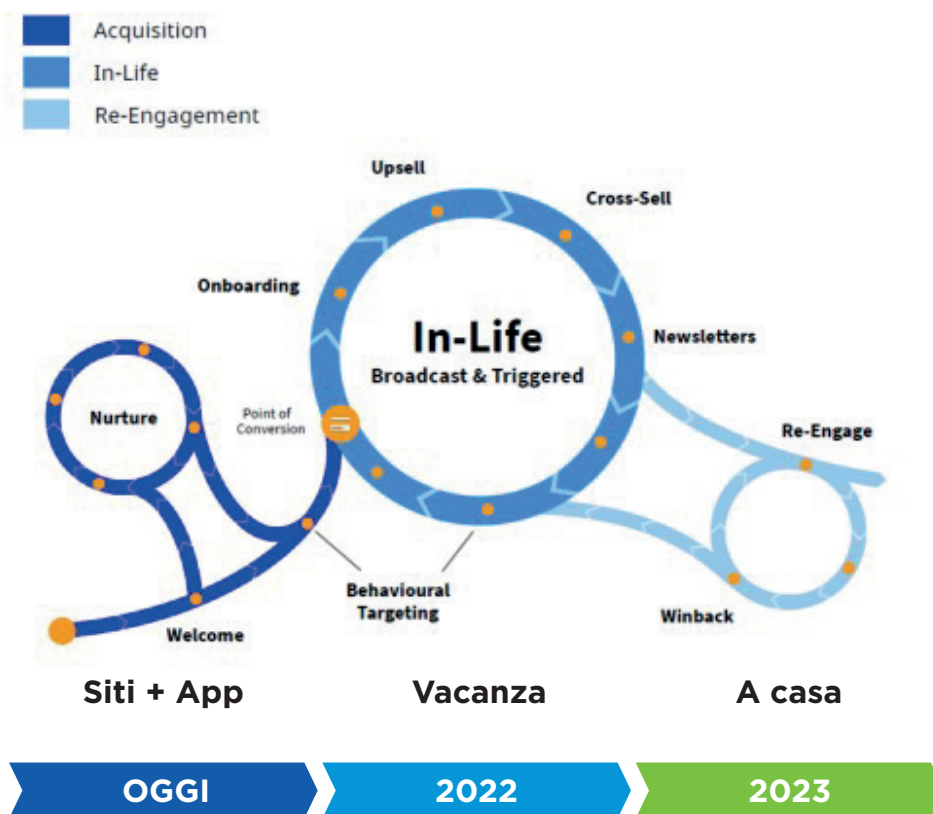 Acquisition
In-Life
Re-Engagement
Upsell
Cross-Sell
Onboarding
In-Life
Broadcast & Triggered
Newsletters
Nurture
Point of
Conversion
Re-Engage
Behavioural
Targeting
Winback
Welcome
Siti + App
Vacanza
A casa
OGGI
2022
2023